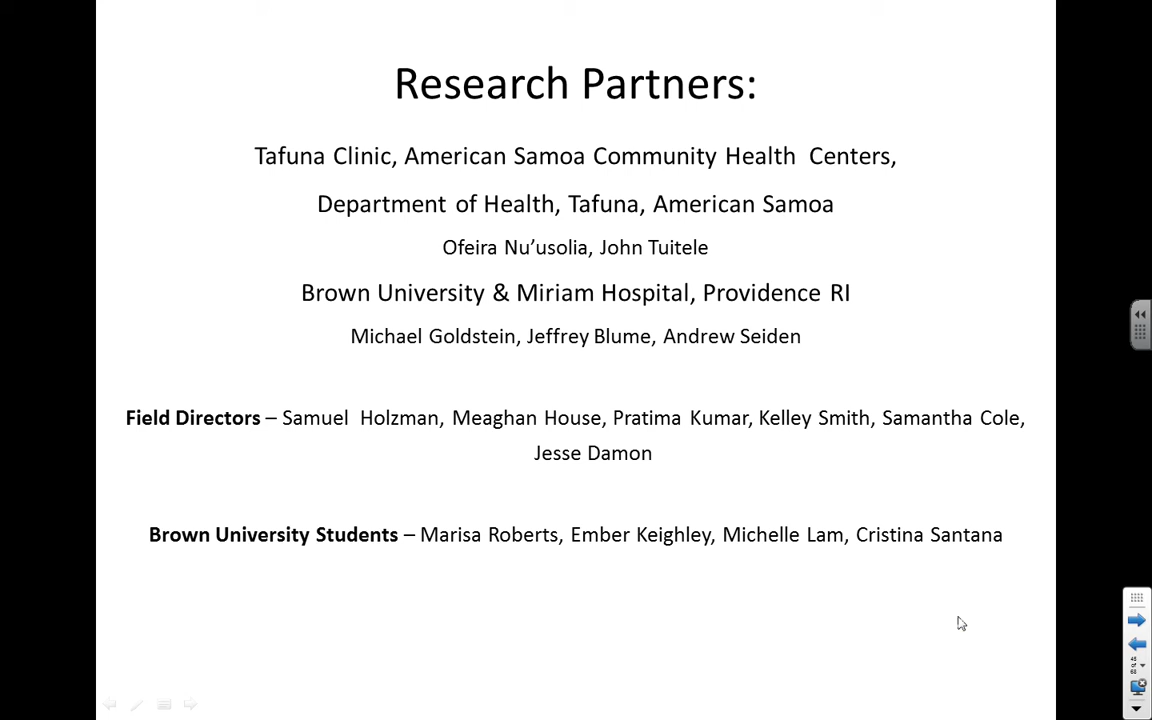 Research Partners:
Tafuna Clinic, American Samoa Community Health Centers,
Department of Health, Tafuna, American Samoa
Ofeira Nu’usolia, John Tuitele
Brown University & Miriam Hospital, Providence RI
Michael Goldstein, Jeffrey Blume, Andrew Seiden
Field Directors – Samuel Holzman, Meaghan House, Pratima Kumar, Kelley Smith, Samantha Cole,
Jesse Damon
Brown University Students – Marisa Roberts, Ember Keighley, Michelle Lam, Cristina Santana
of